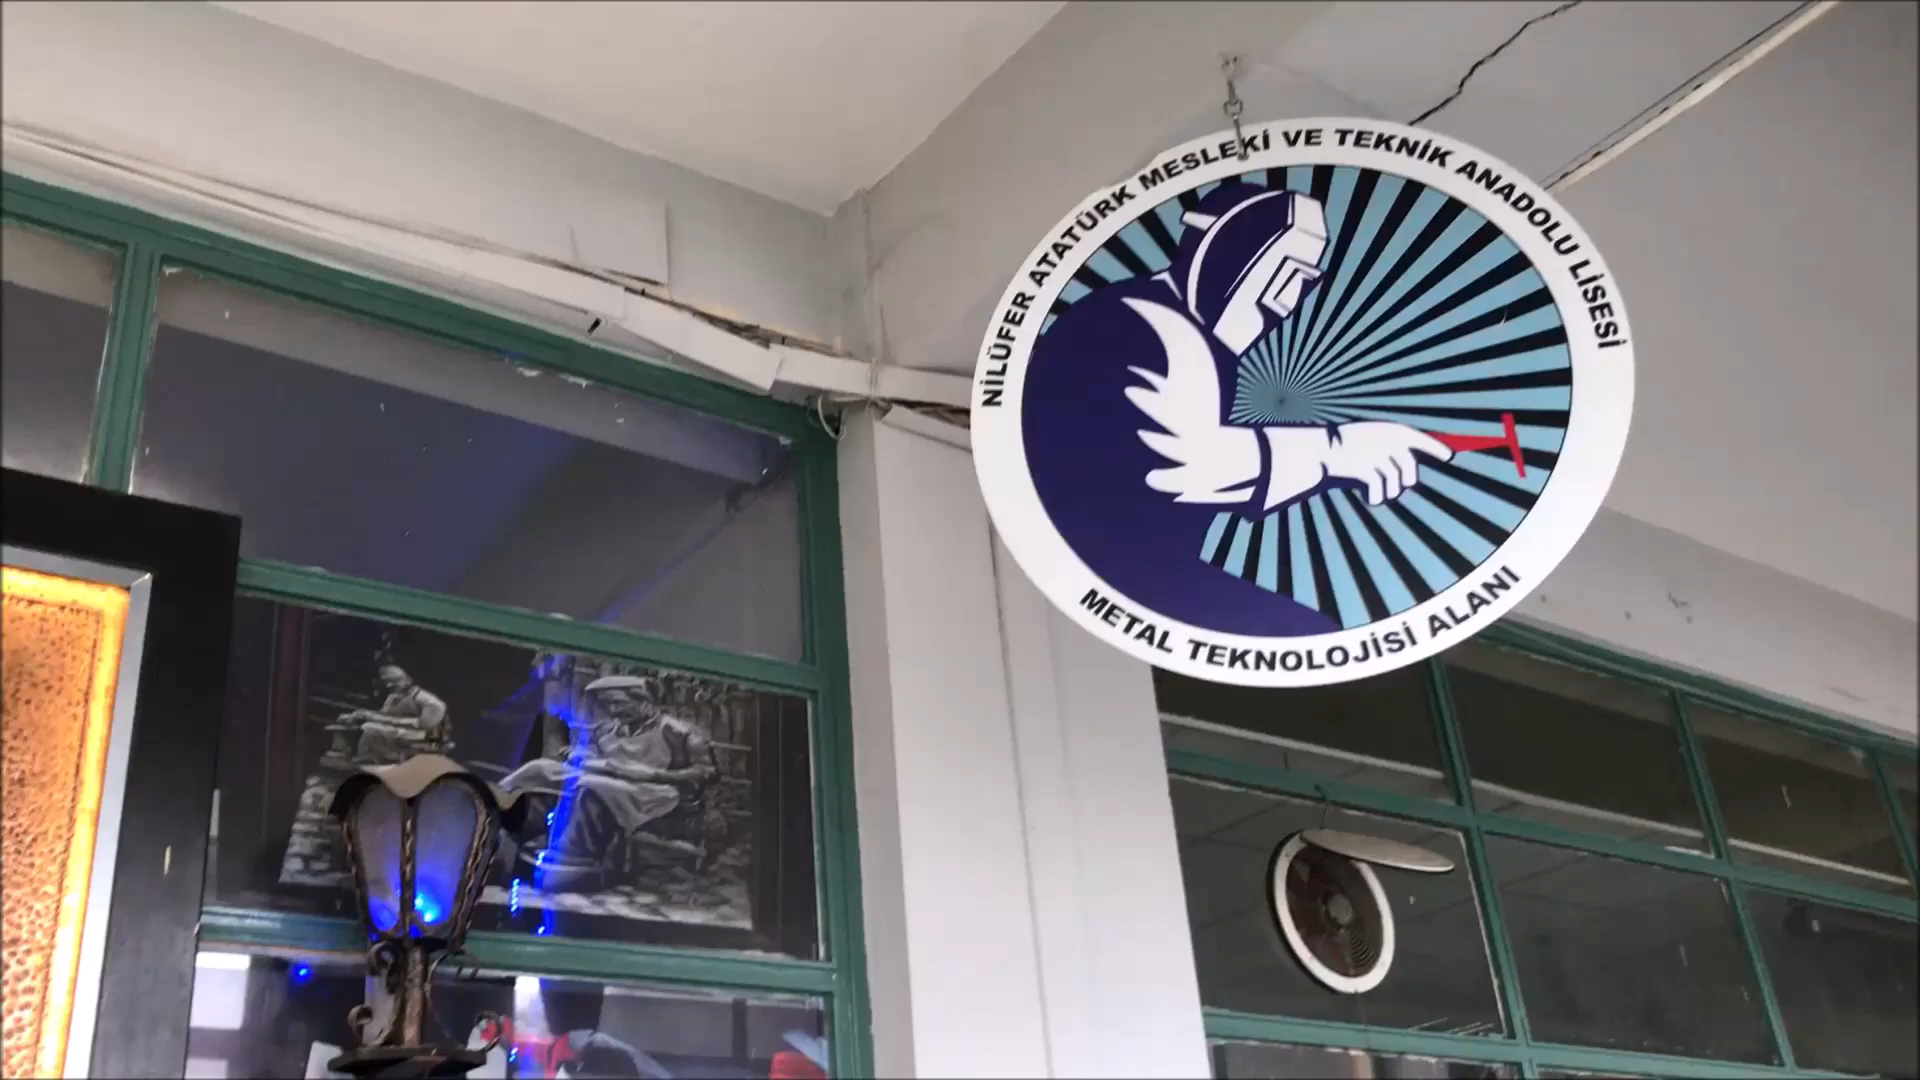 NİLÜFER ATATÜRK MESLEKİ VE TEKNİK ANADOLU LİSESİ
METAL TEKNOLOJİSİ ALANI